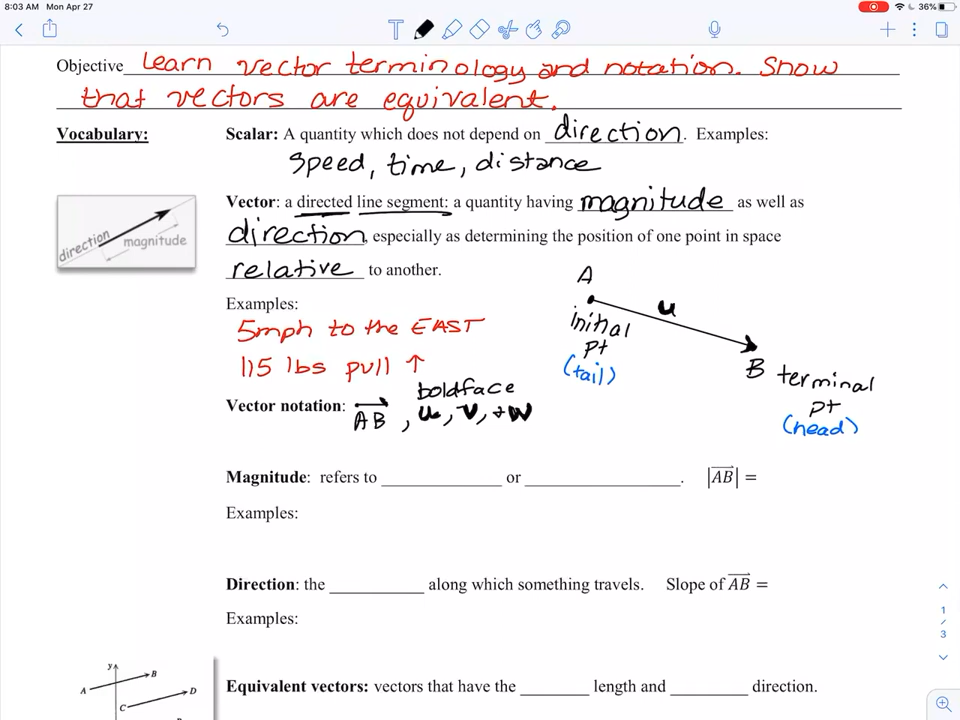 8:03 AM Mon Apr 27
36%
T
Objective Learn vector terminology and notation. Show
that vectors are equivalent.
Vocabulary:
Scalar: A quantity which does not depend on direction. Examples:
speed, time, distance
direction
magnitude
Vector: a directed line segment: a quantity having magnitude as well as
direction, especially as determining the position of one point in space
relative to another.
Examples:
5mph to the EAST
115 lbs pull ↑
A
u
initial
pt
(tail)
B
terminal
pt
(head)
boldface
Vector notation: AB, u, v, + w
Magnitude: refers to ____________ or ________________. |AB| =
Examples:
Direction: the __________ along which something travels. Slope of AB =
Examples:
1
/
3
y
A
B
C
D
Equivalent vectors: vectors that have the _______ length and ________ direction.